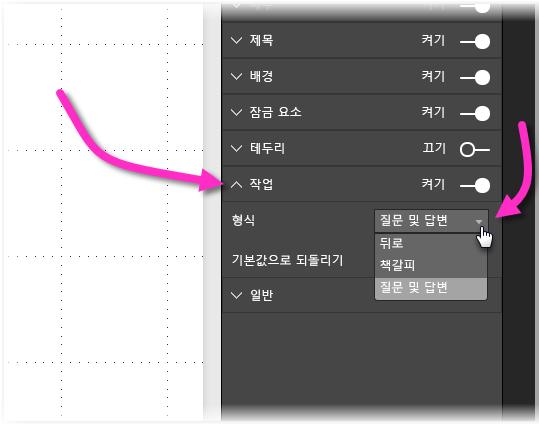 제목 켜기
배경 켜기
잠금 요소 켜기
테두리 끄기
작업 켜기
형식 질문 및 답변
뒤로
책갈피
질문 및 답변
기본값으로 되돌리기
일반